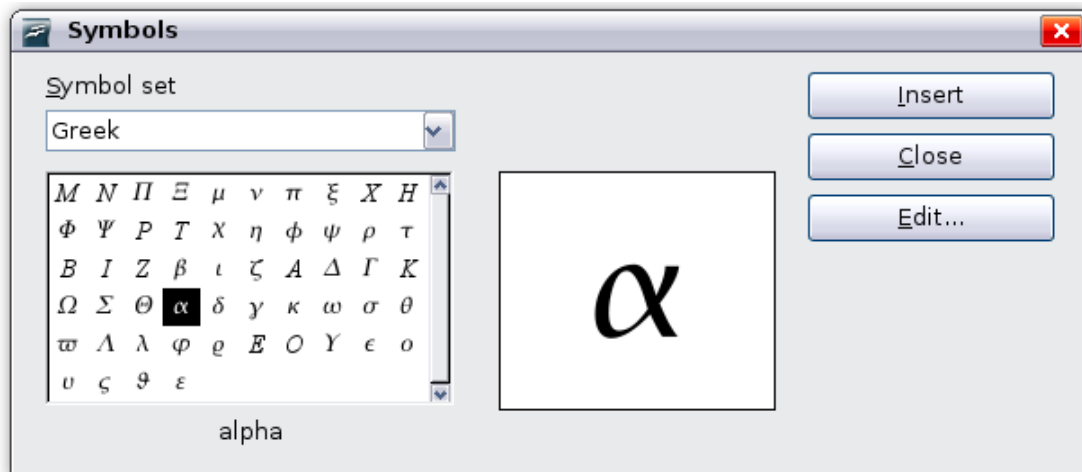 Symbols
Symbol set
Greek
Insert
Close
Edit...
Μ Ν Π Ξ μ ν π ξ Χ Η
Φ Ψ Ρ Τ χ η ϕ ψ ρ τ
Β Ι Ζ β ι ζ Α Δ Γ Κ
Ω Σ Θ α δ γ κ ω σ θ
ϖ Λ λ φ ϱ Ε Ο Υ ϵ ο
υ ς ϑ ε
α
alpha